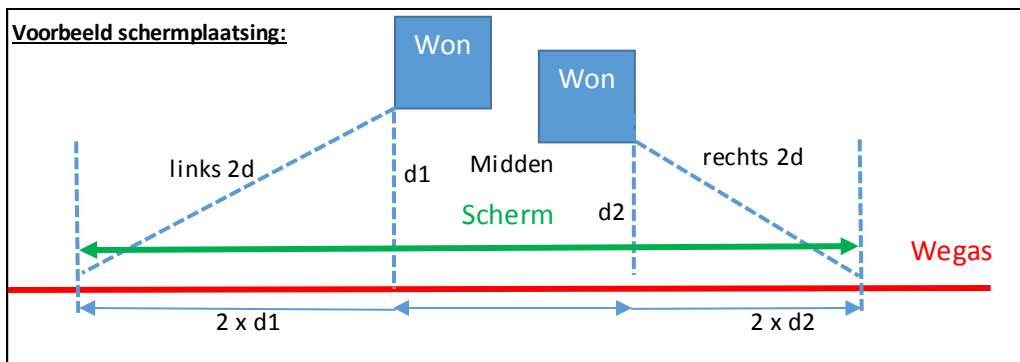 Voorbeeld schermplaatsing:
Won
Won
links 2d
d1
Midden
rechts 2d
Scherm
d2
Wegas
2 x d1
2 x d2